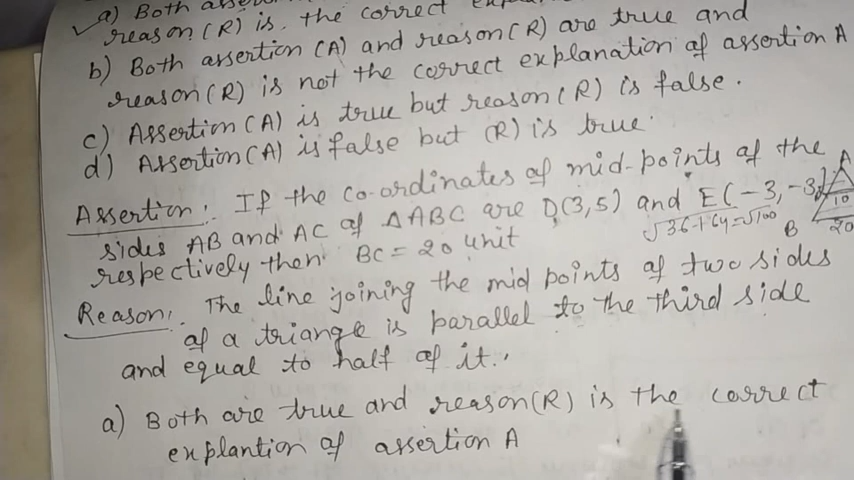 a) Both
reason (R) is the correct
b) Both assertion (A) and reason (R) are true and
reason (R) is not the correct explanation of assertion A
c) Assertion (A) is true but reason (R) is false.
d) Assertion (A) is false but (R) is true.
Assertion: If the co-ordinates of mid-points of the
sides AB and AC of △ABC are D(3,5) and E(-3,-3)
√36+64=√100
respectively then BC = 20 unit
A
10
B
20
Reason: The line joining the mid points of two sides
of a triangle is parallel to the third side
and equal to half of it.
a) Both are true and reason (R) is the correct
explantion of assertion A